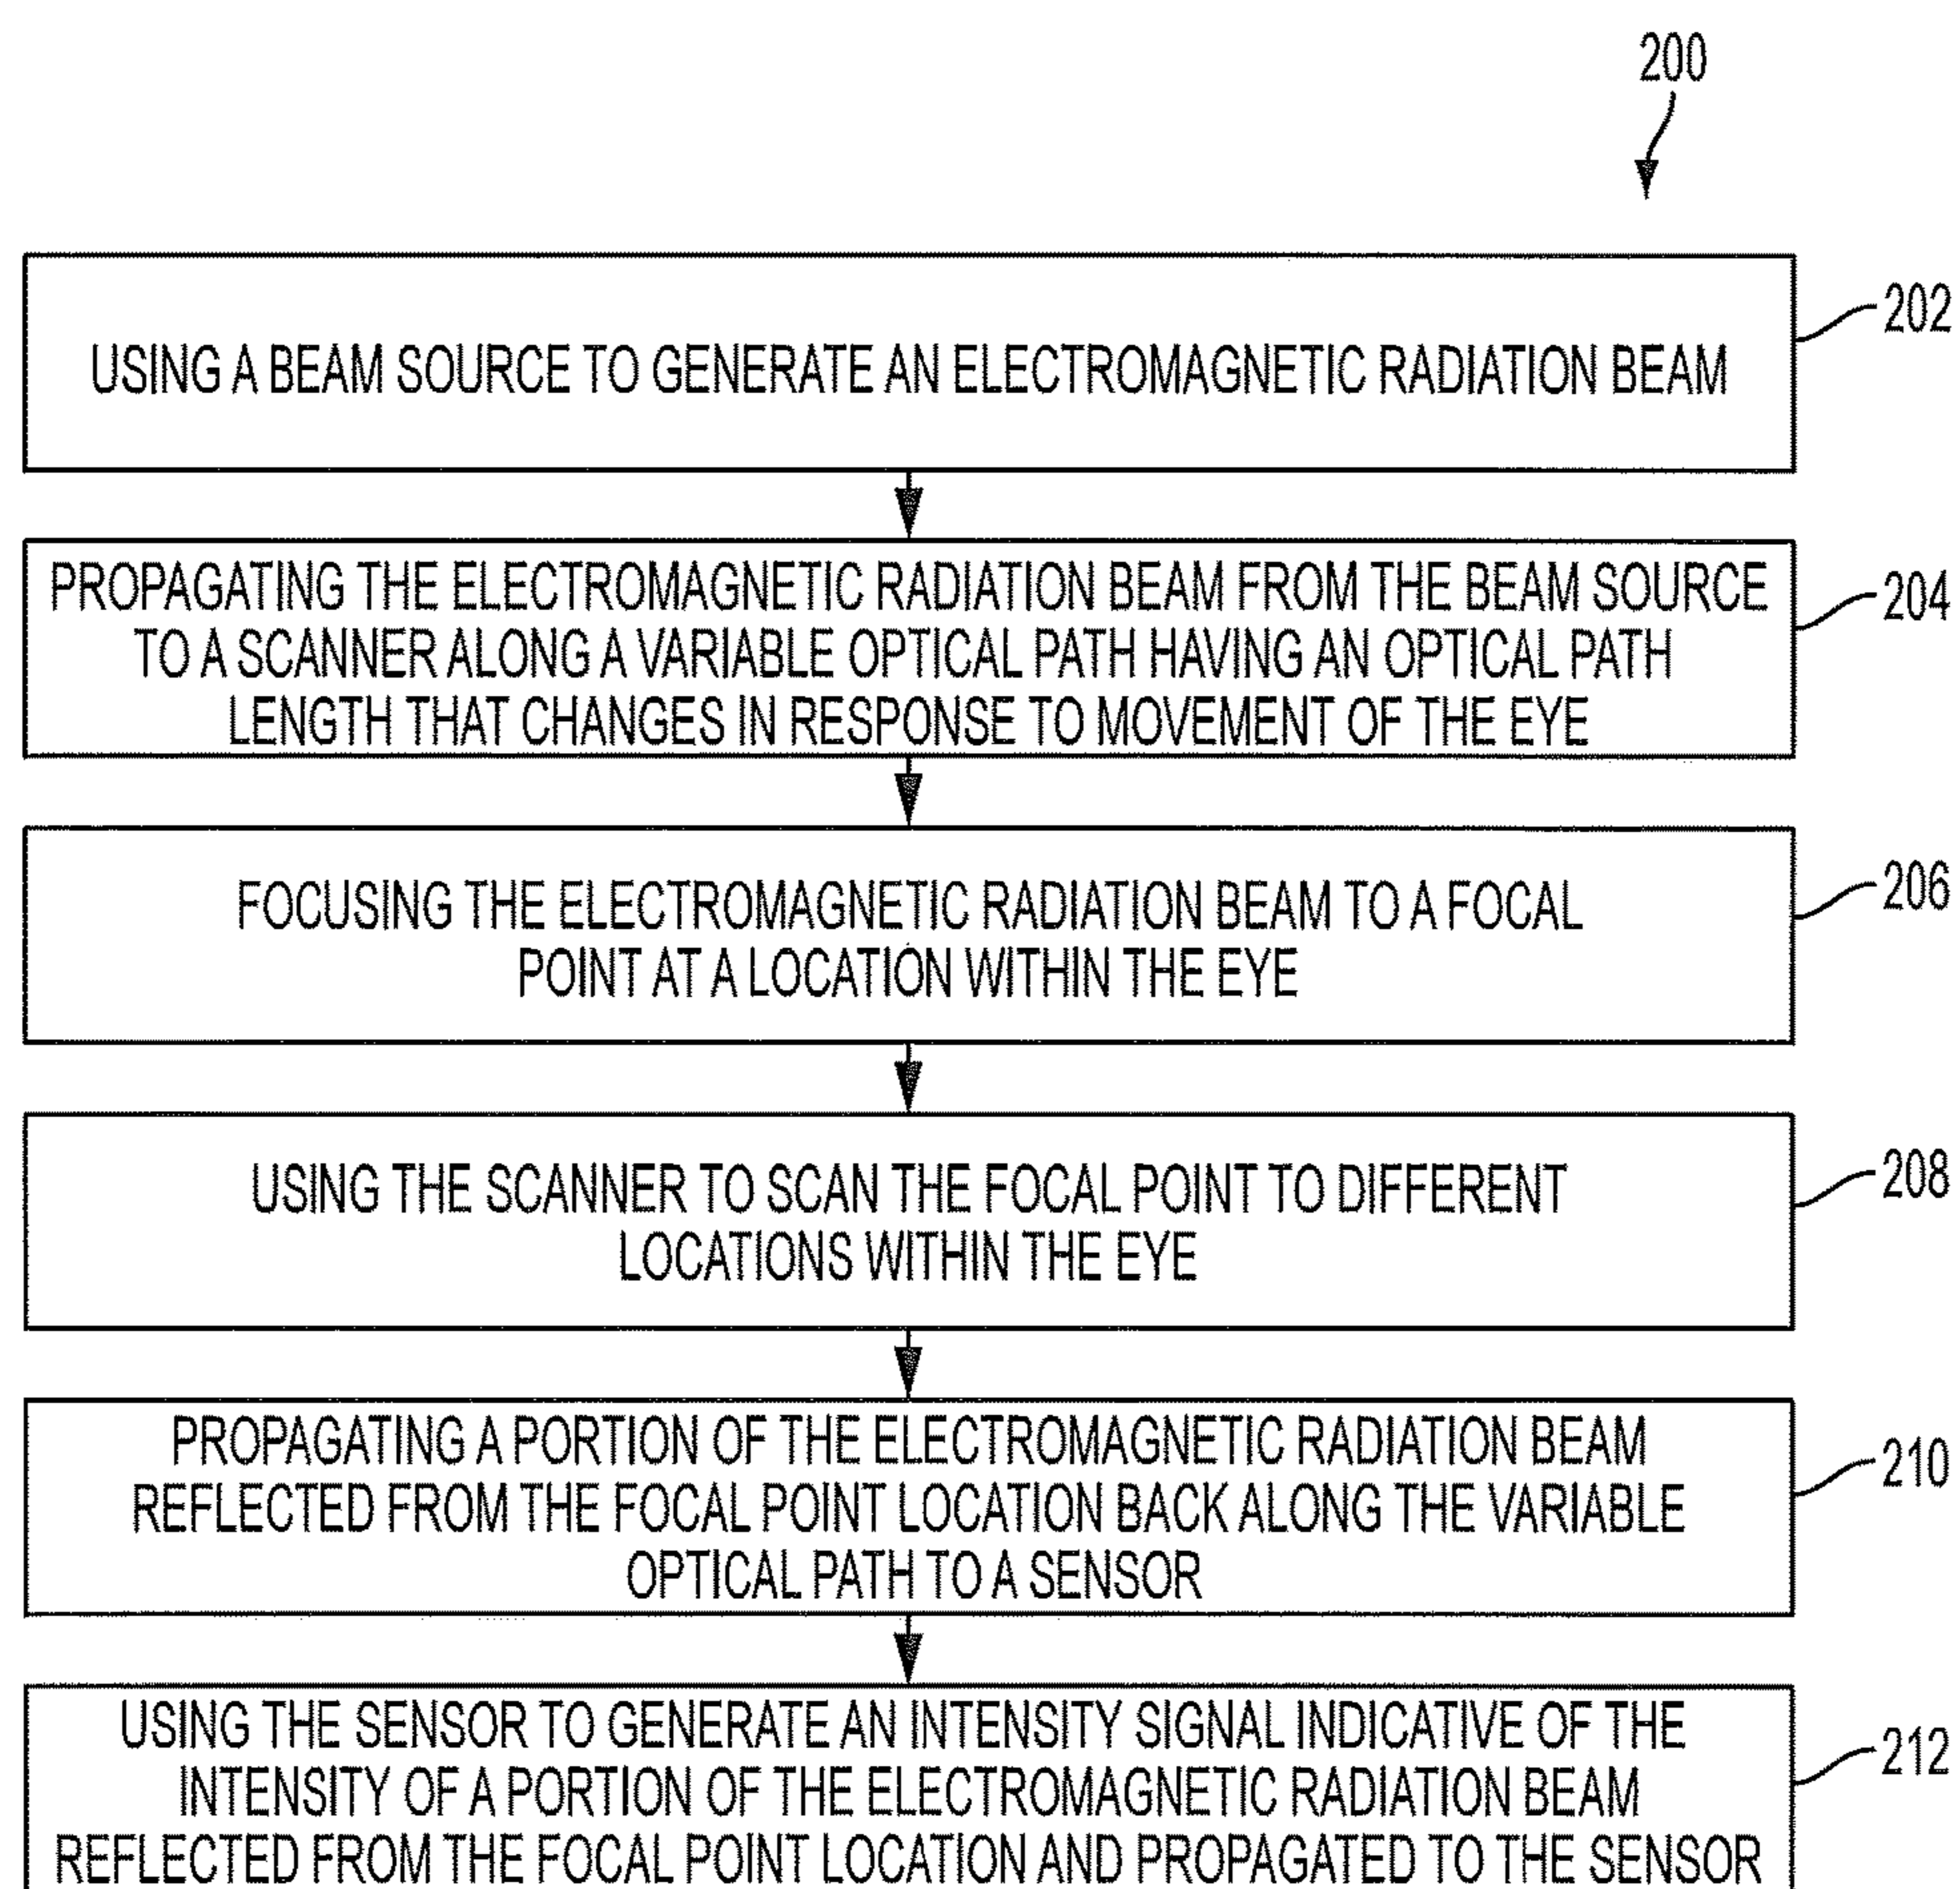 200
USING A BEAM SOURCE TO GENERATE AN ELECTROMAGNETIC RADIATION BEAM
202
PROPAGATING THE ELECTROMAGNETIC RADIATION BEAM FROM THE BEAM SOURCE
TO A SCANNER ALONG A VARIABLE OPTICAL PATH HAVING AN OPTICAL PATH
LENGTH THAT CHANGES IN RESPONSE TO MOVEMENT OF THE EYE
204
FOCUSING THE ELECTROMAGNETIC RADIATION BEAM TO A FOCAL
POINT AT A LOCATION WITHIN THE EYE
206
USING THE SCANNER TO SCAN THE FOCAL POINT TO DIFFERENT
LOCATIONS WITHIN THE EYE
208
PROPAGATING A PORTION OF THE ELECTROMAGNETIC RADIATION BEAM
REFLECTED FROM THE FOCAL POINT LOCATION BACK ALONG THE VARIABLE
OPTICAL PATH TO A SENSOR
210
USING THE SENSOR TO GENERATE AN INTENSITY SIGNAL INDICATIVE OF THE
INTENSITY OF A PORTION OF THE ELECTROMAGNETIC RADIATION BEAM
REFLECTED FROM THE FOCAL POINT LOCATION AND PROPAGATED TO THE SENSOR
212